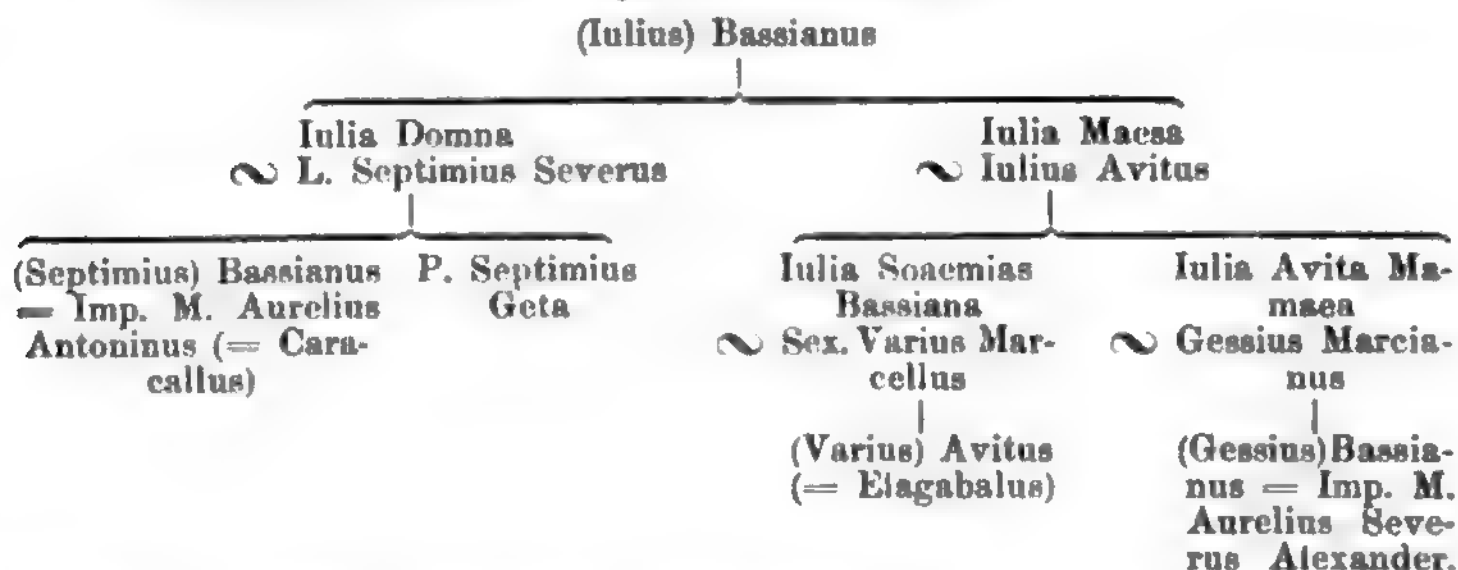 (Iulius) Bassianus
Iulia Domna
∾ L. Septimius Severus
Iulia Maesa
∾ Iulius Avitus
(Septimius) Bassianus
= Imp. M. Aurelius
Antoninus (= Cara-
callus)
P. Septimius
Geta
Iulia Soaemias
Bassiana
∾ Sex. Varius Mar-
cellus
Iulia Avita Ma-
maea
∾ Gessius Marcia-
nus
(Varius) Avitus
(= Elagabalus)
(Gessius) Bassia-
nus = Imp. M.
Aurelius Seve-
rus Alexander.